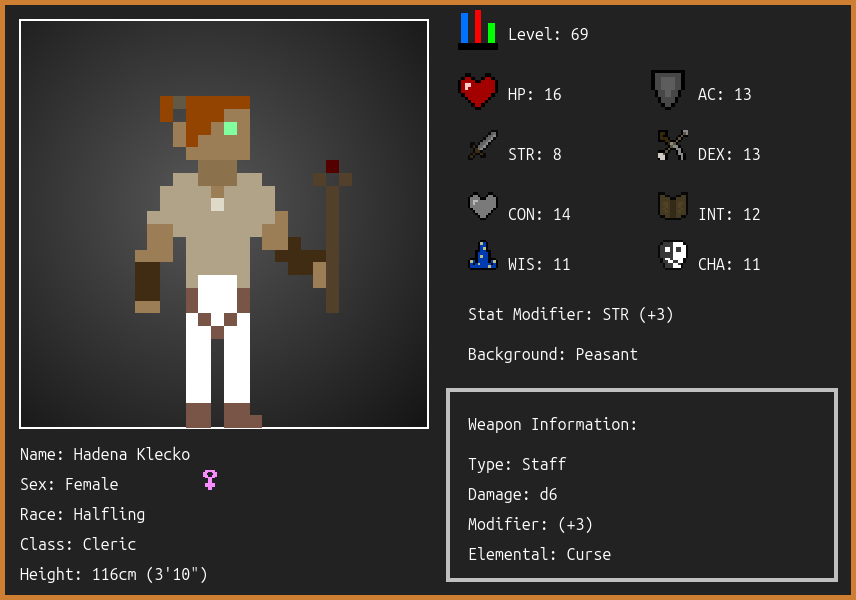 Level: 69
HP: 16
AC: 13
STR: 8
DEX: 13
CON: 14
INT: 12
WIS: 11
CHA: 11
Stat Modifier: STR (+3)
Background: Peasant
Weapon Information:
Type: Staff
Damage: d6
Modifier: (+3)
Elemental: Curse
Name: Hadena Klecko
Sex: Female
Race: Halfling
Class: Cleric
Height: 116cm (3'10")